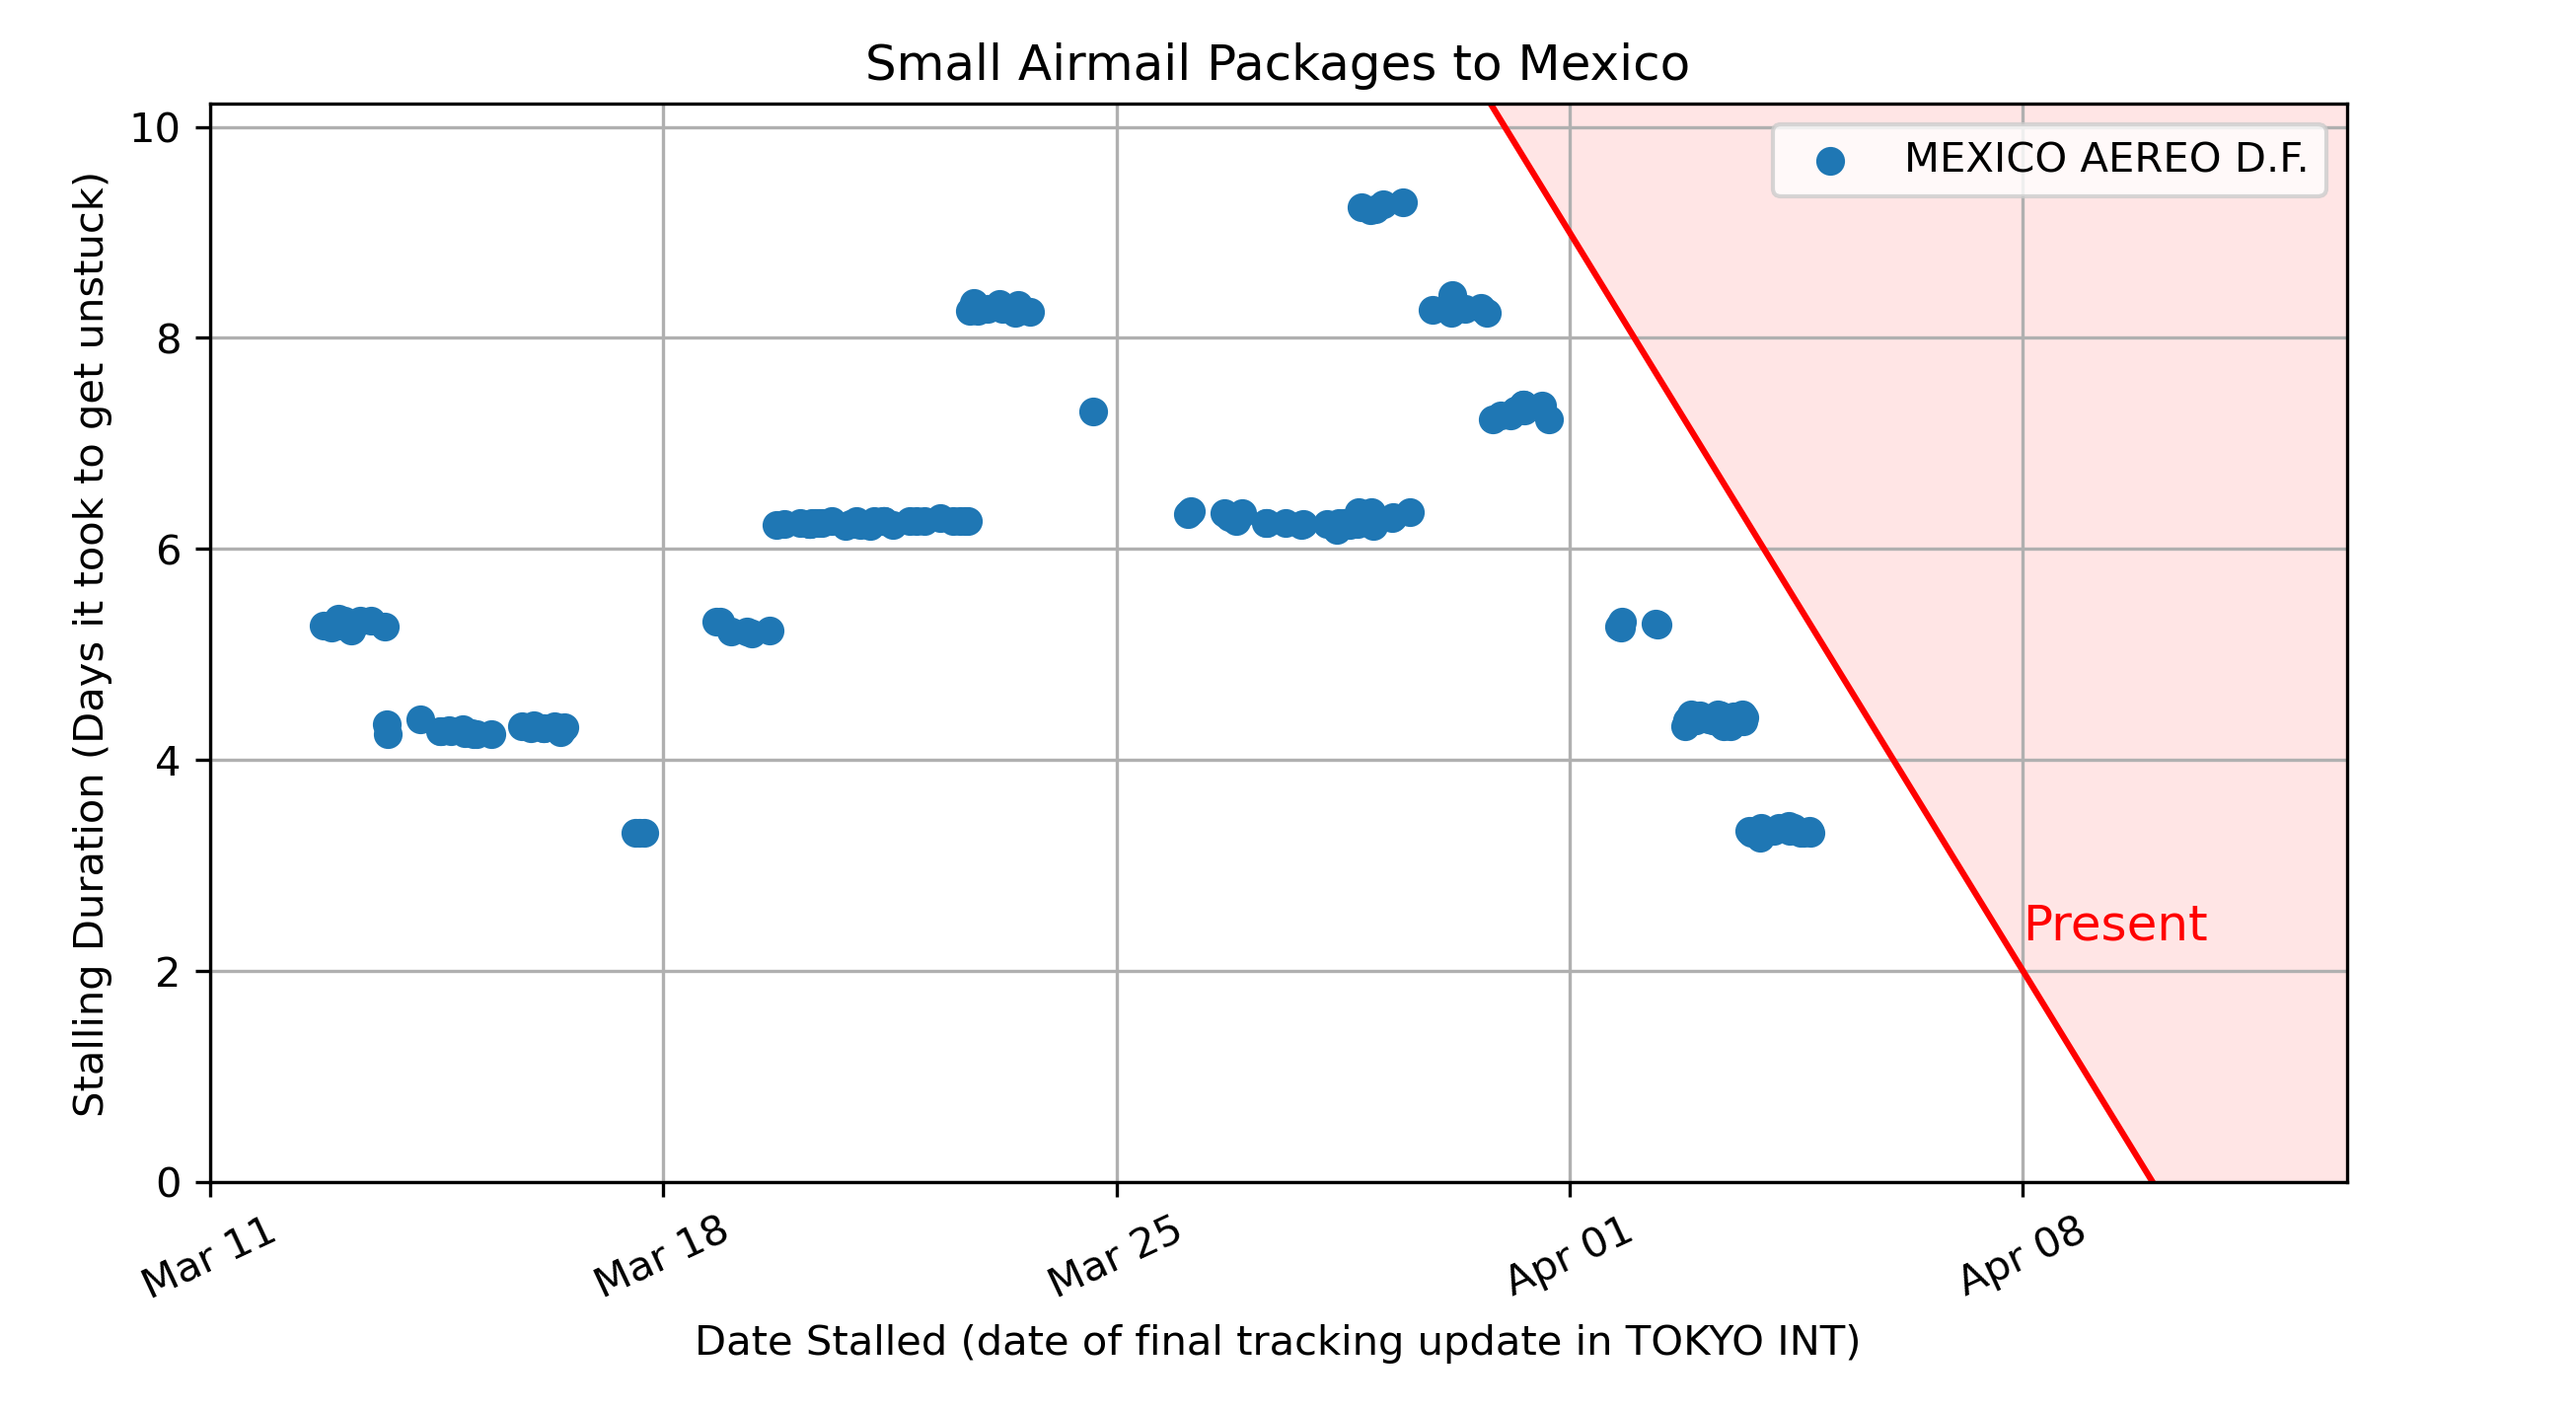 Small Airmail Packages to Mexico
MEXICO AEREO D.F.
Stalling Duration (Days it took to get unstuck)
10
8
6
4
2
0
Present
Mar 11
Mar 18
Mar 25
Apr 01
Apr 08
Date Stalled (date of final tracking update in TOKYO INT)